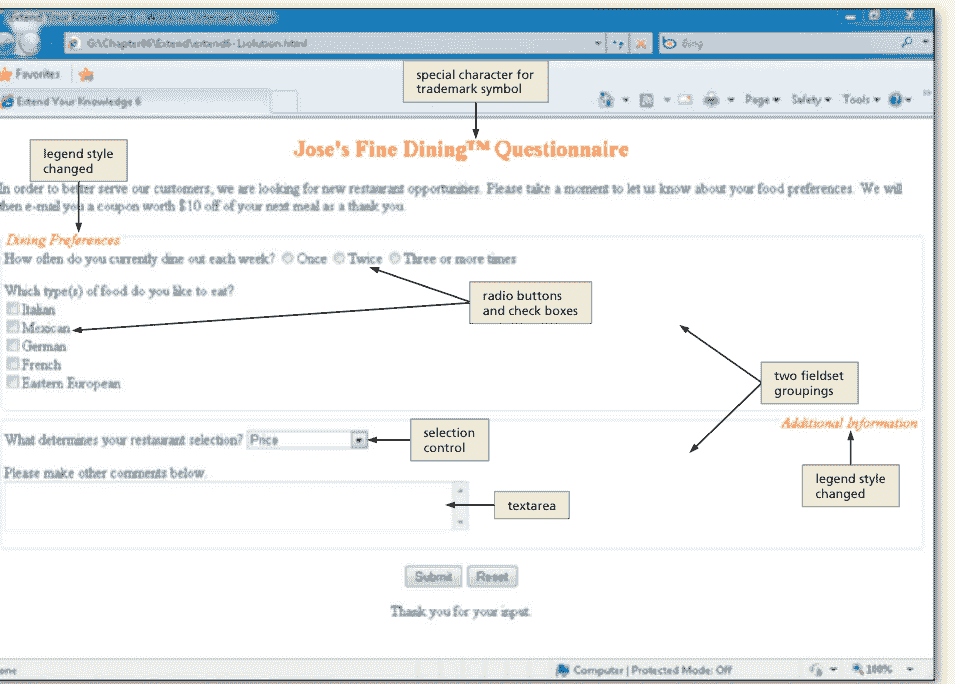 Bing
Favorites
Extend Your Knowledge 6
Page
Safety
Tools
special character for
trademark symbol
Jose's Fine Dining™ Questionnaire
legend style
changed
In order to better serve our customers, we are looking for new restaurant opportunities. Please take a moment to let us know about your food preferences. We will
then e-mail you a coupon worth $10 off of your next meal as a thank you.
Dining Preferences
How often do you currently dine out each week? Once Twice Three or more times
Which type(s) of food do you like to eat?
Italian
Mexican
German
French
Eastern European
radio buttons
and check boxes
two fieldset
groupings
Additional Information
What determines your restaurant selection? Price
selection
control
legend style
changed
Please make other comments below.
textarea
Submit Reset
Thank you for your input.
Computer | Protected Mode: Off
100%